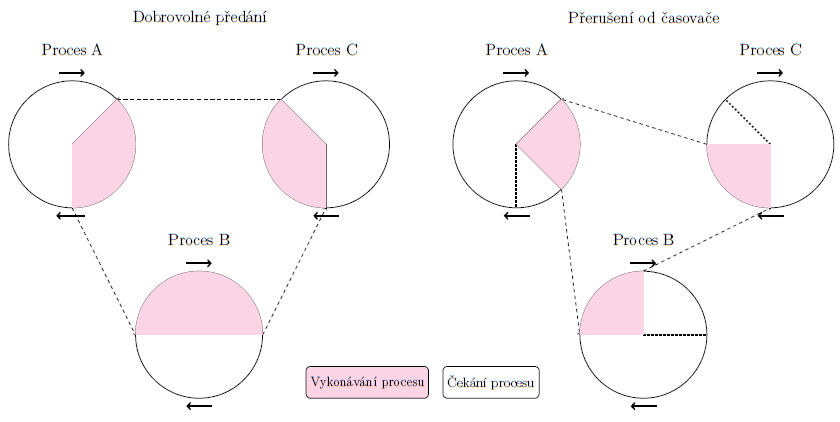 Dobrovolné předání
Přerušení od časovače
Proces A
Proces C
Proces A
Proces C
Proces B
Proces B
Vykonávání procesu
Čekání procesu